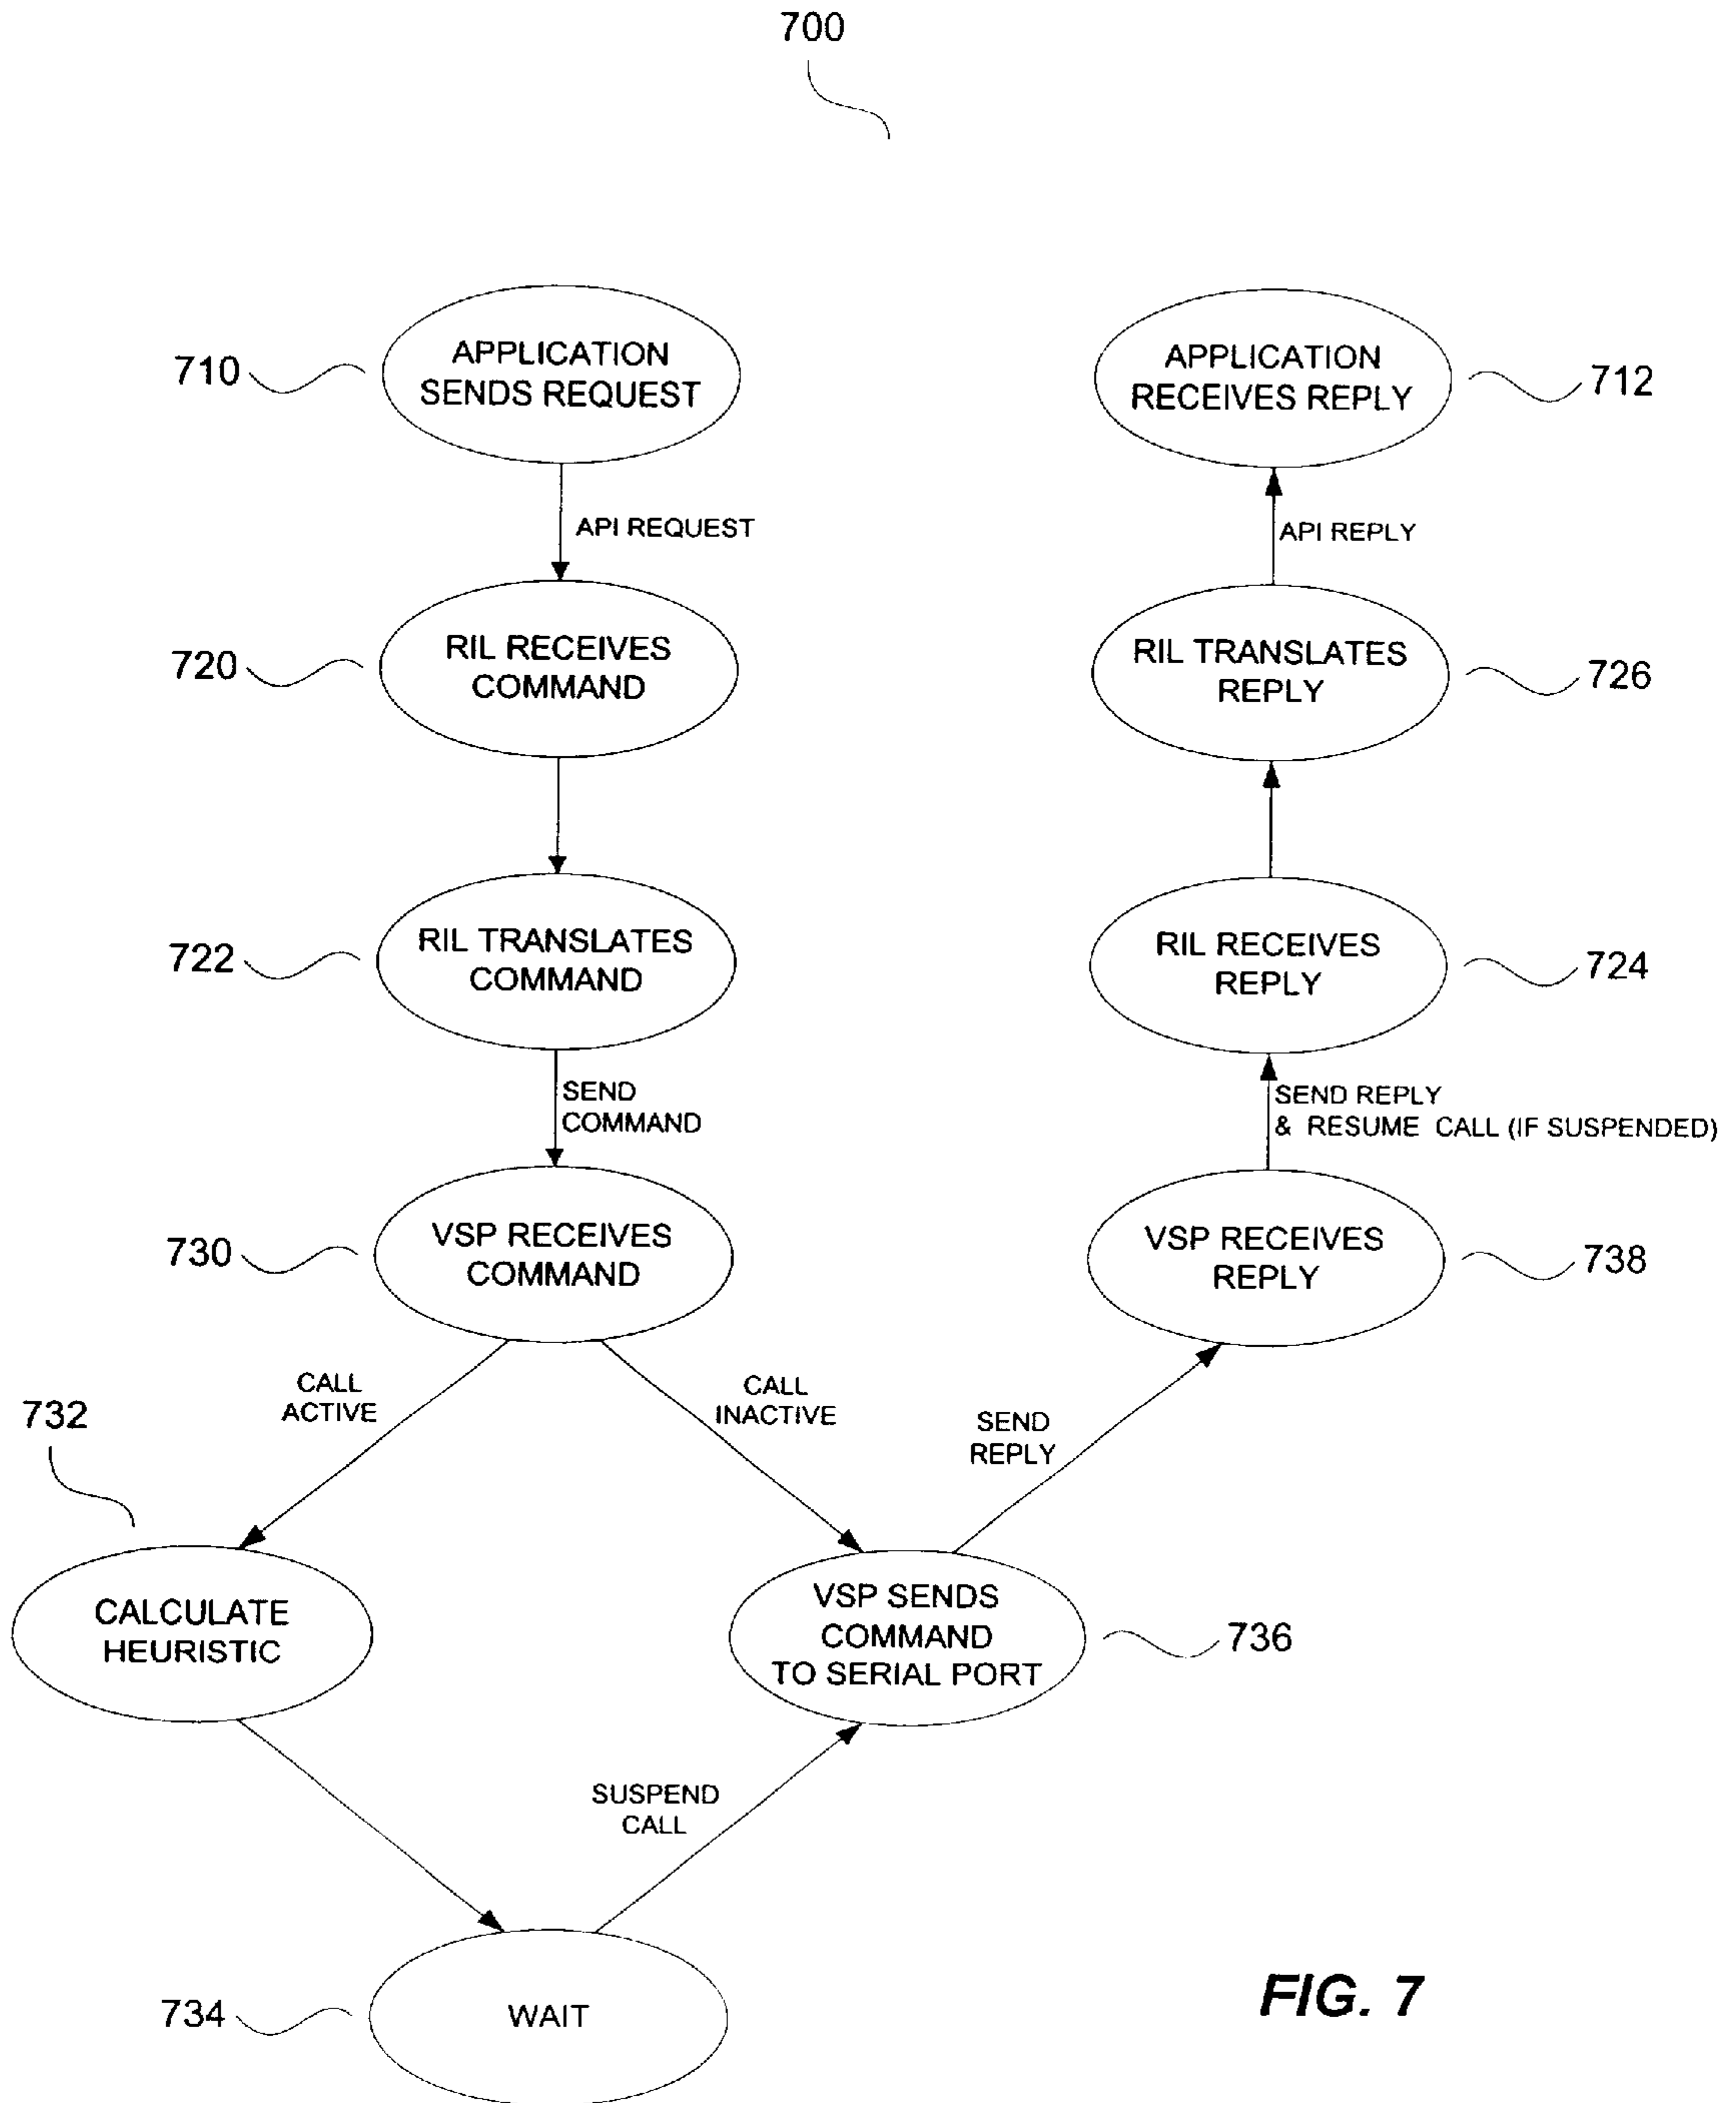 700
710
APPLICATION
SENDS REQUEST
APPLICATION
RECEIVES REPLY
712
API REQUEST
API REPLY
720
RIL RECEIVES
COMMAND
RIL TRANSLATES
REPLY
726
722
RIL TRANSLATES
COMMAND
RIL RECEIVES
REPLY
724
SEND
COMMAND
SEND REPLY
& RESUME CALL (IF SUSPENDED)
730
VSP RECEIVES
COMMAND
VSP RECEIVES
REPLY
738
CALL
ACTIVE
CALL
INACTIVE
SEND
REPLY
732
CALCULATE
HEURISTIC
VSP SENDS
COMMAND
TO SERIAL PORT
736
SUSPEND
CALL
734
WAIT
FIG. 7